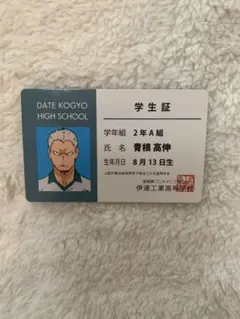 DATE KOGYO
HIGH SCHOOL
学生証
学年組 2年A組
氏名 青根 高伸
生年月日 8月13日生
伊達工業高等学校